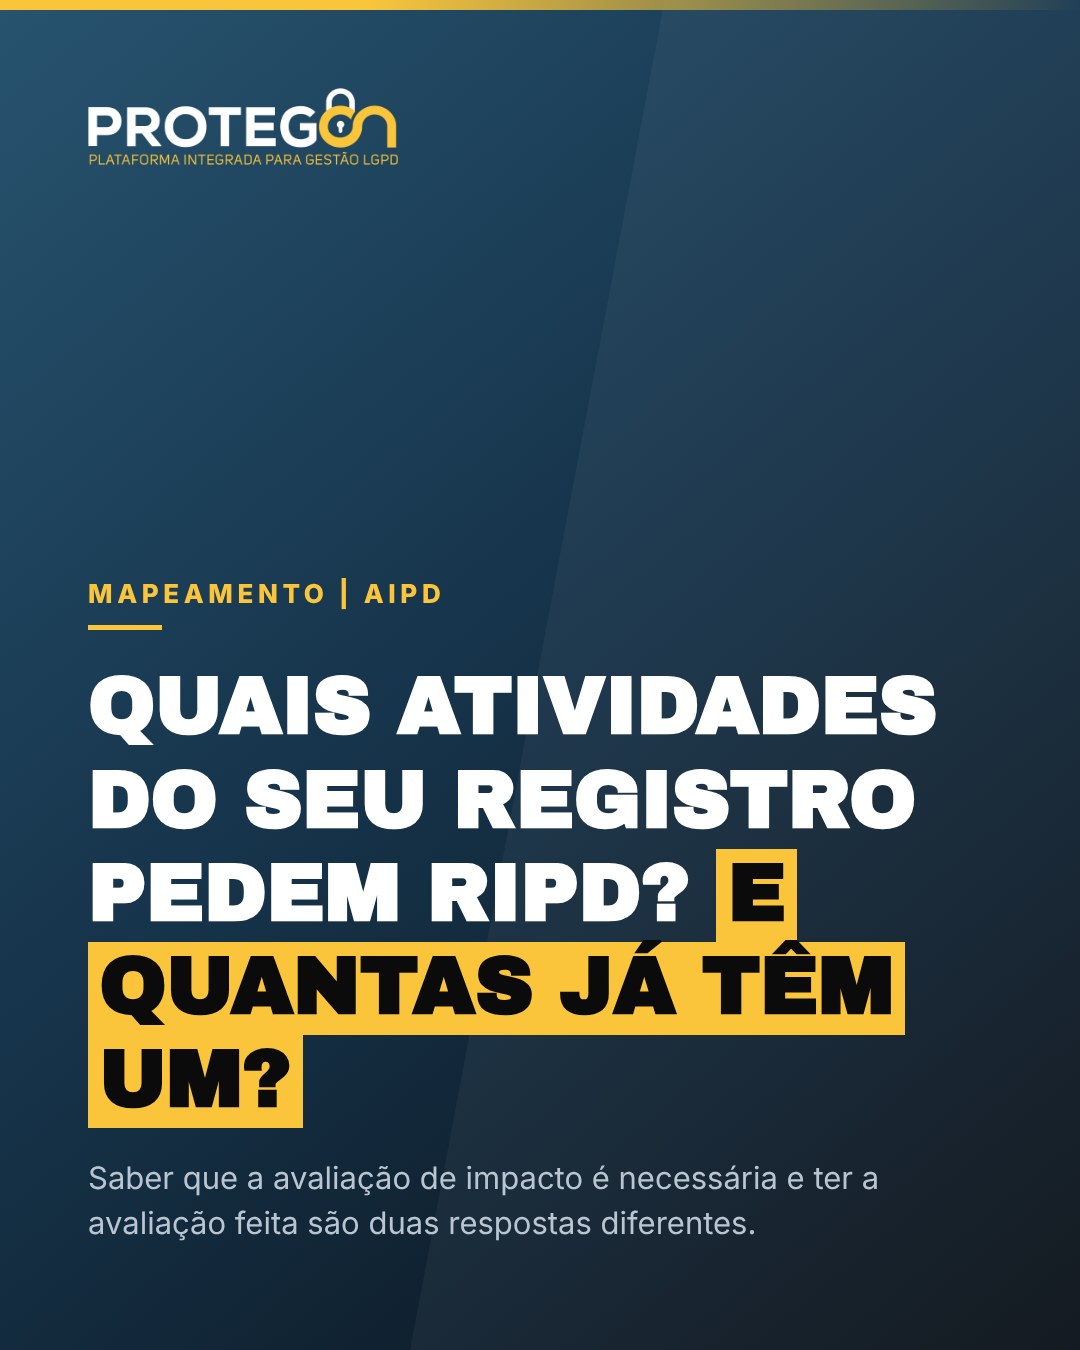 PROTEGON
PLATAFORMA INTEGRADA PARA GESTÃO LGPD
MAPEAMENTO | AIPD
QUAIS ATIVIDADES
DO SEU REGISTRO
PEDEM RIPD? E
QUANTAS JÁ TÊM
UM?
Saber que a avaliação de impacto é necessária e ter a
avaliação feita são duas respostas diferentes.